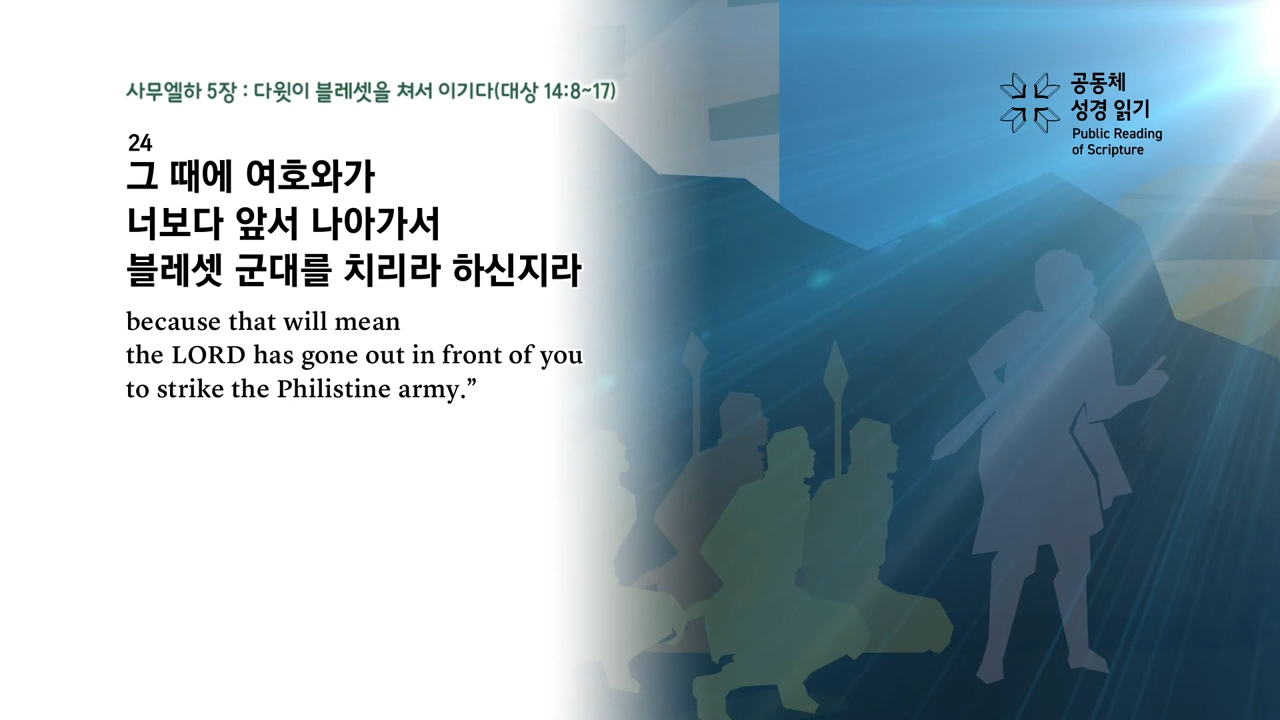 사무엘하 5장 : 다윗이 블레셋을 쳐서 이기다(대상 14:8~17)
공동체
성경 읽기
Public Reading
of Scripture
24
그 때에 여호와가
너보다 앞서 나아가서
블레셋 군대를 치리라 하신지라
because that will mean
the LORD has gone out in front of you
to strike the Philistine army.”